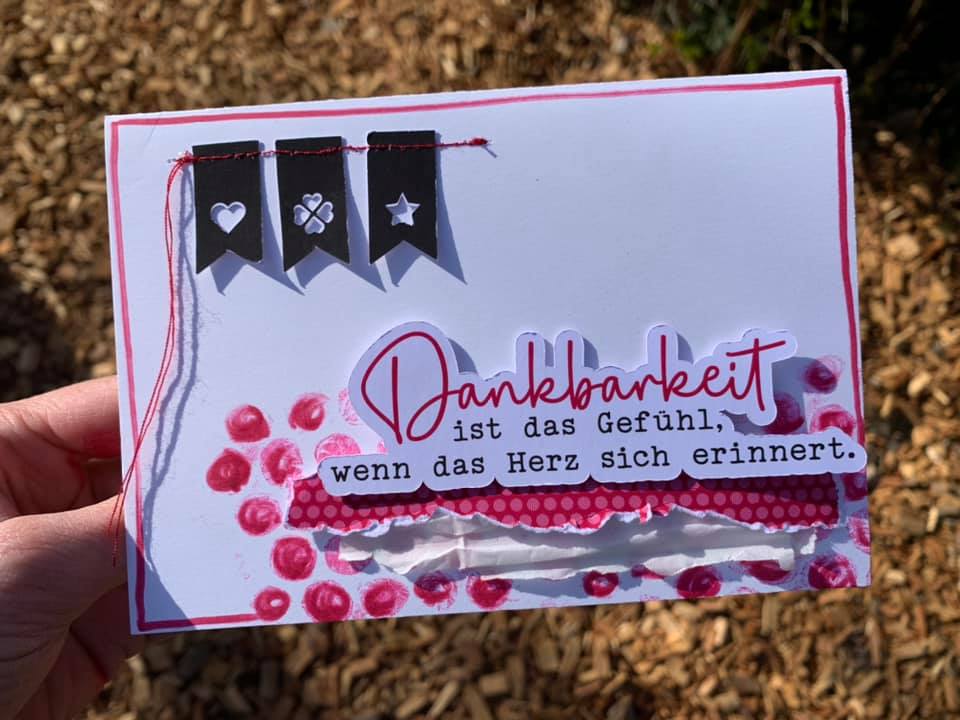 Dankbarkeit
ist das Gefühl,
wenn das Herz sich erinnert.